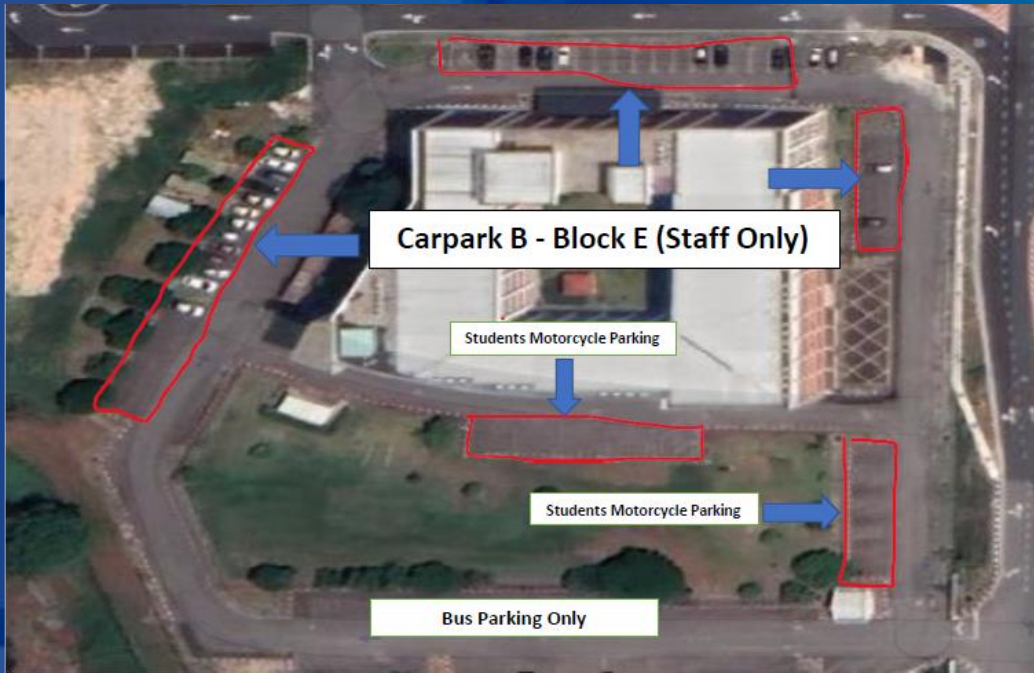 Carpark B - Block E (Staff Only)
Students Motorcycle Parking
Students Motorcycle Parking
Bus Parking Only